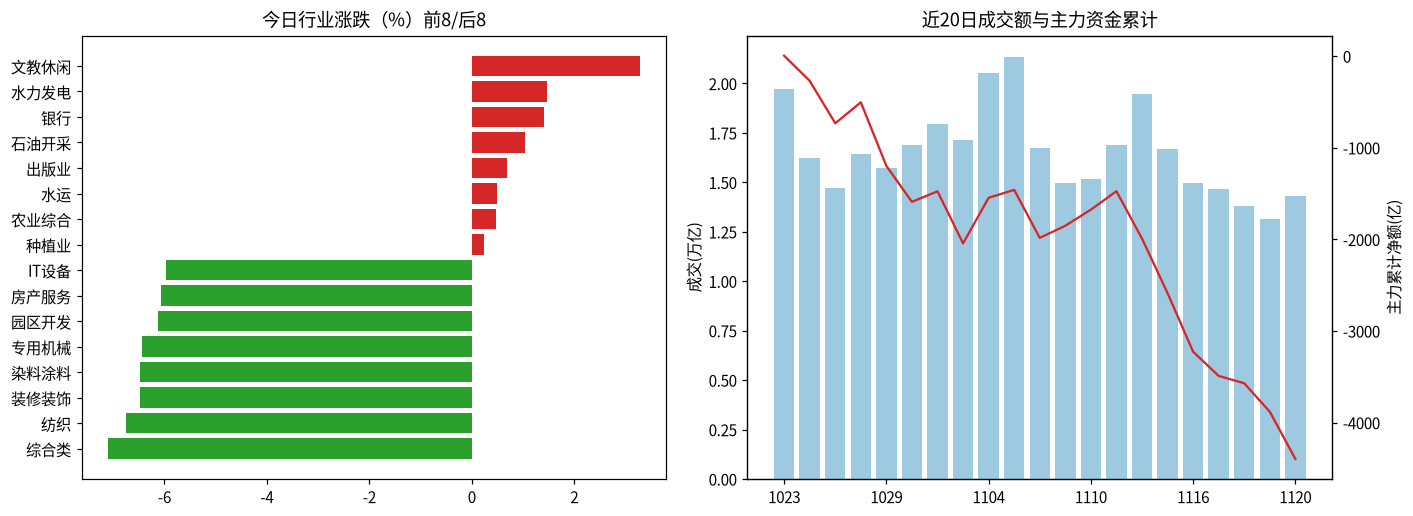 今日行业涨跌（%）前8/后8
文教休闲
水力发电
银行
石油开采
出版业
水运
农业综合
种植业
IT设备
房产服务
园区开发
专用机械
染料涂料
装修装饰
纺织
综合类
-6 -4 -2 0 2
近20日成交额与主力资金累计
成交(万亿)
2.00
1.75
1.50
1.25
1.00
0.75
0.50
0.25
0.00
1023 1029 1104 1110 1116 1120
0
-1000
-2000
-3000
-4000
主力累计净额(亿)